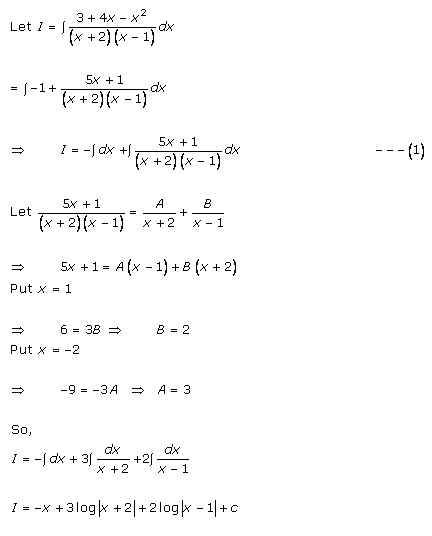 Let I = ∫ (3 + 4x − x²)/((x + 2)(x − 1)) dx
= ∫ −1 + (5x + 1)/((x + 2)(x − 1)) dx
⇒ I = −∫ dx + ∫ (5x + 1)/((x + 2)(x − 1)) dx − − − (1)
Let (5x + 1)/((x + 2)(x − 1)) = A/(x + 2) + B/(x − 1)
⇒ 5x + 1 = A(x − 1) + B(x + 2)
Put x = 1
⇒ 6 = 3B ⇒ B = 2
Put x = −2
⇒ −9 = −3A ⇒ A = 3
So,
I = −∫ dx + 3∫ dx/(x + 2) + 2∫ dx/(x − 1)
I = −x + 3 log|x + 2| + 2 log|x − 1| + c